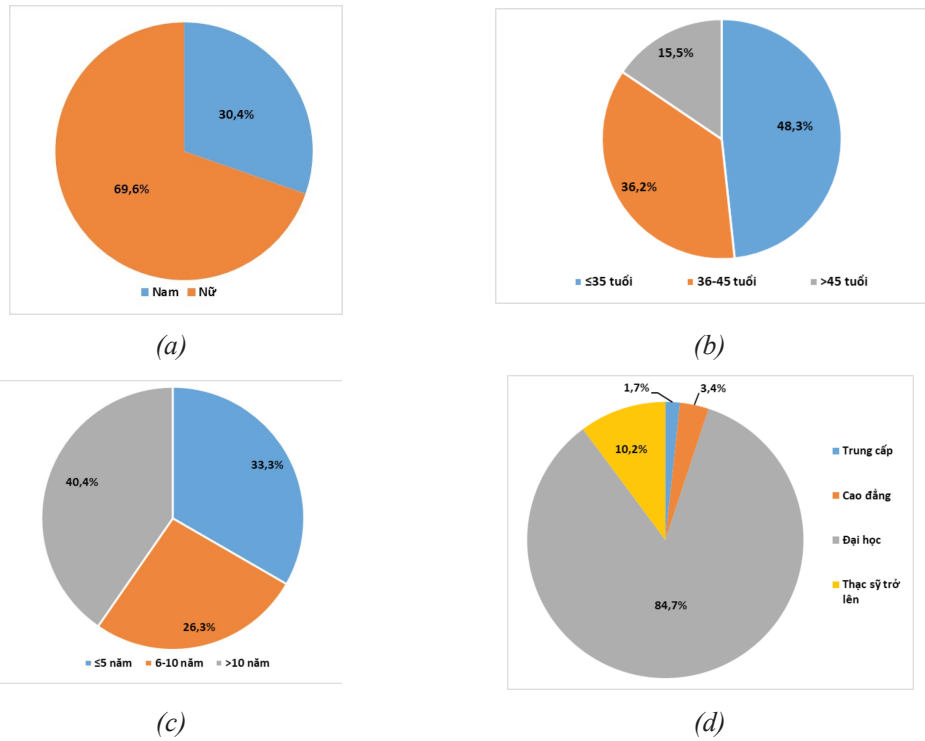 30,4%
69,6%
Nam Nữ
(a)
15,5%
48,3%
36,2%
≤35 tuổi 36-45 tuổi >45 tuổi
(b)
33,3%
40,4%
26,3%
≤5 năm 6-10 năm >10 năm
(c)
1,7% 3,4%
10,2%
84,7%
Trung cấp
Cao đẳng
Đại học
Thạc sỹ trở
lên
(d)